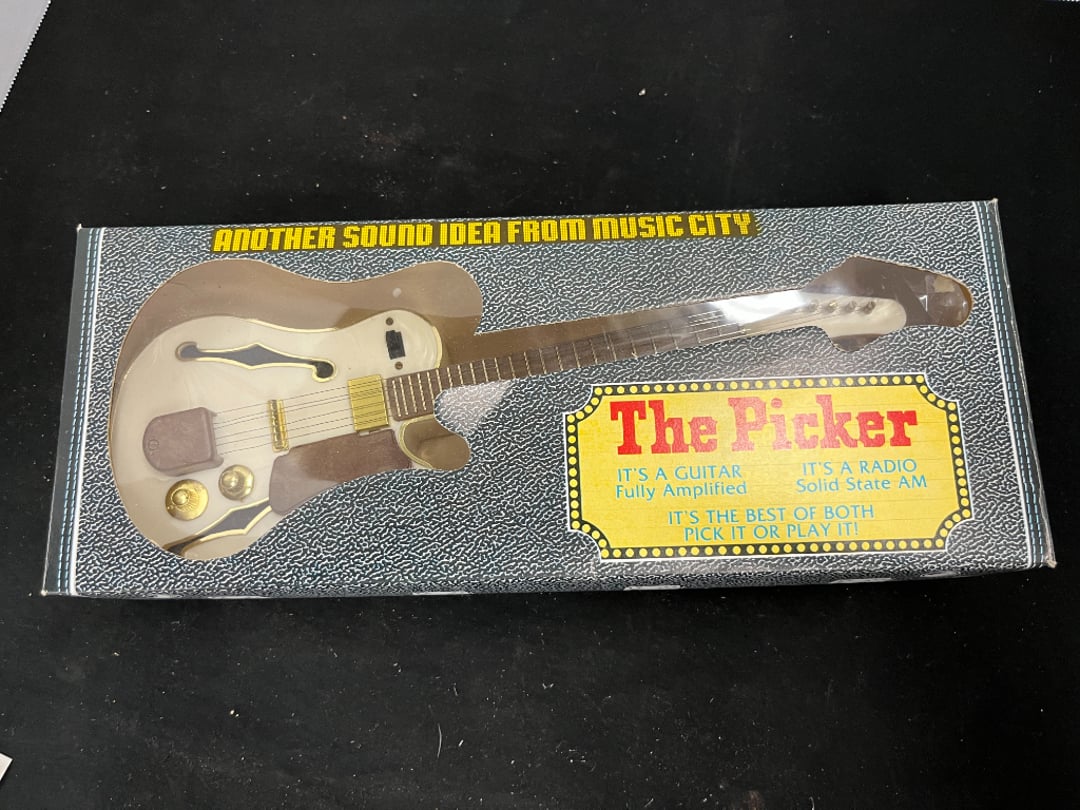 ANOTHER SOUND IDEA FROM MUSIC CITY
The Picker
IT'S A GUITAR
Fully Amplified
IT'S A RADIO
Solid State AM
IT'S THE BEST OF BOTH
PICK IT OR PLAY IT!